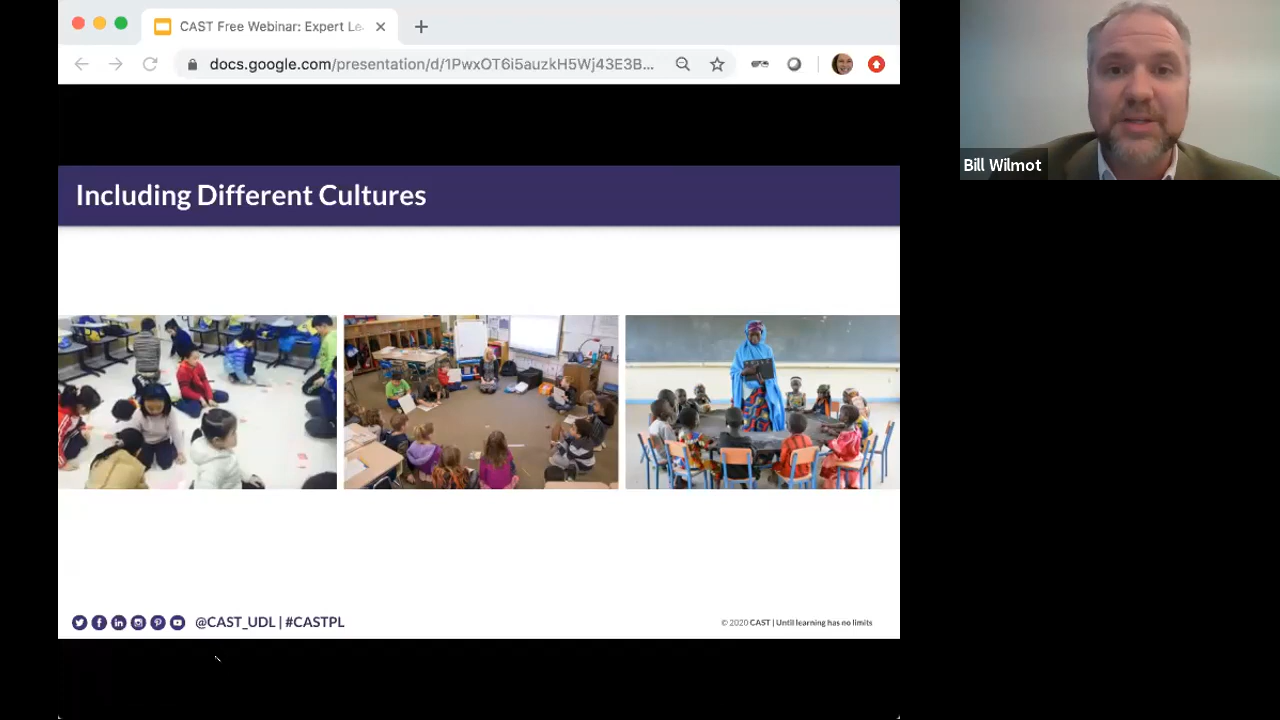 CAST Free Webinar: Expert Le
docs.google.com/presentation/d/1PwxOT6i5auzkH5Wj43E3B...
Bill Wilmot
Including Different Cultures
@CAST_UDL | #CASTPL
© 2020 CAST | Until learning has no limits